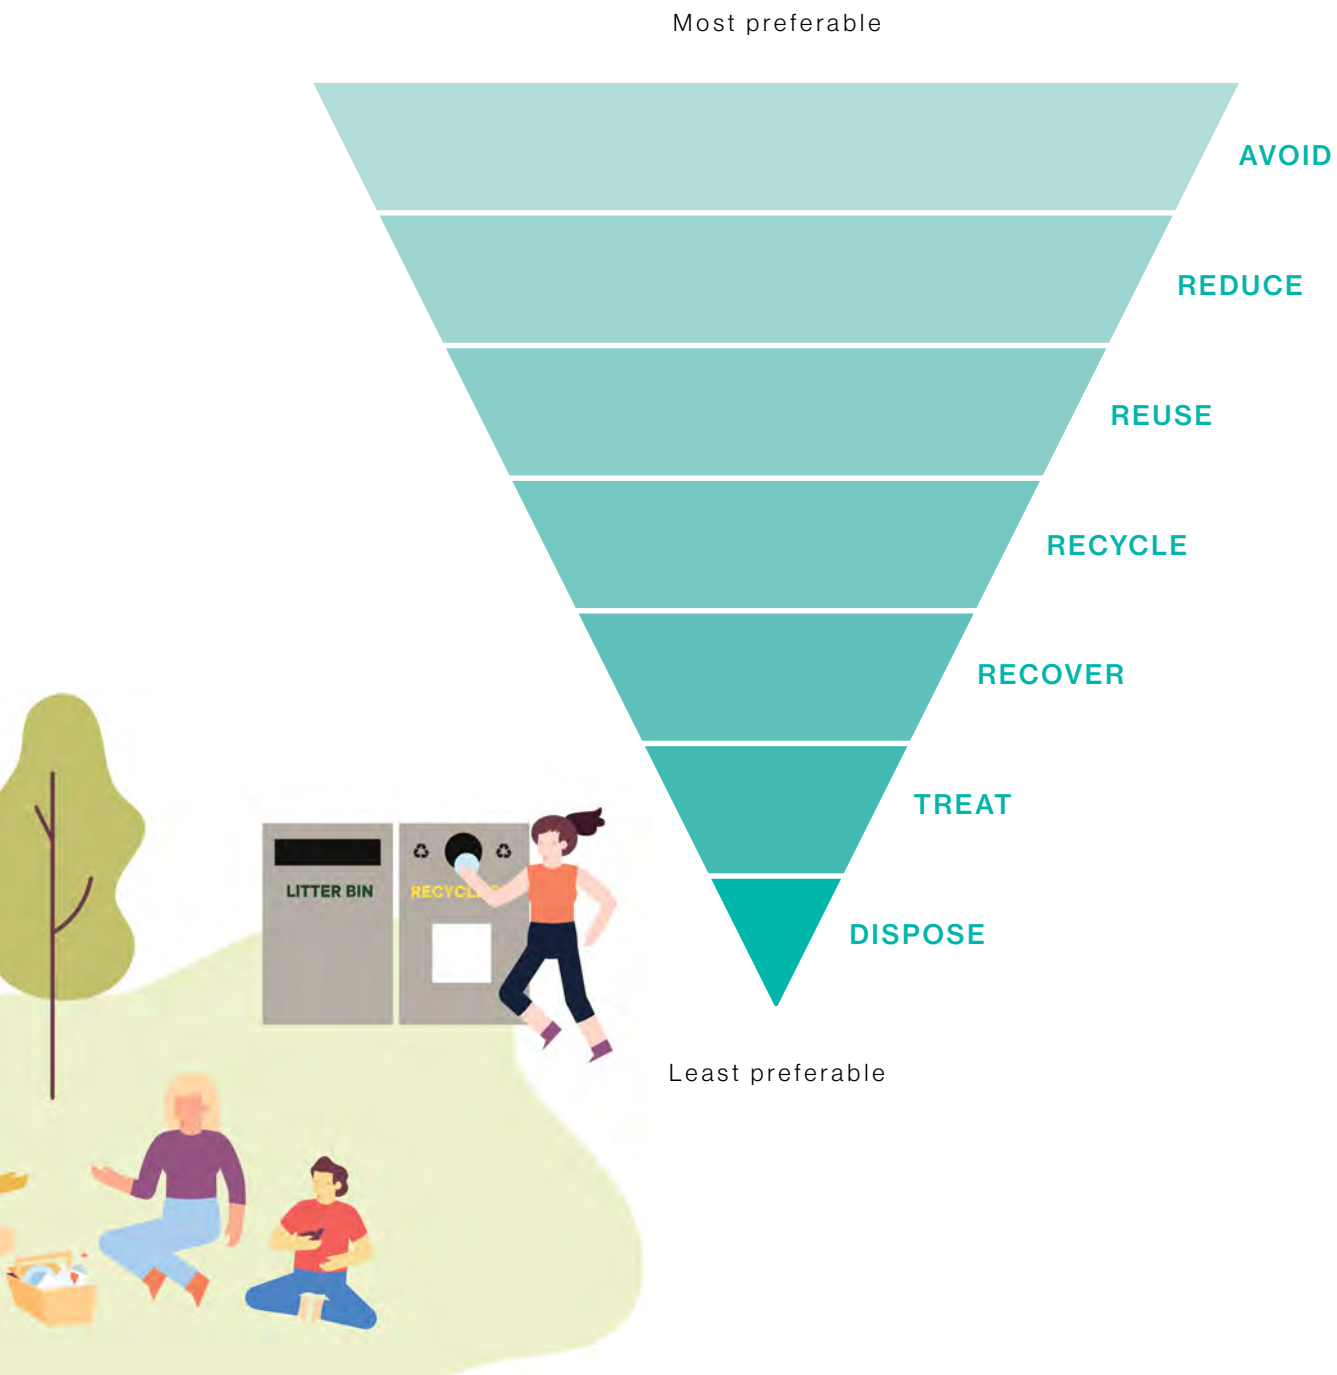 Most preferable
AVOID
REDUCE
REUSE
RECYCLE
RECOVER
TREAT
LITTER BIN
DISPOSE
Least preferable